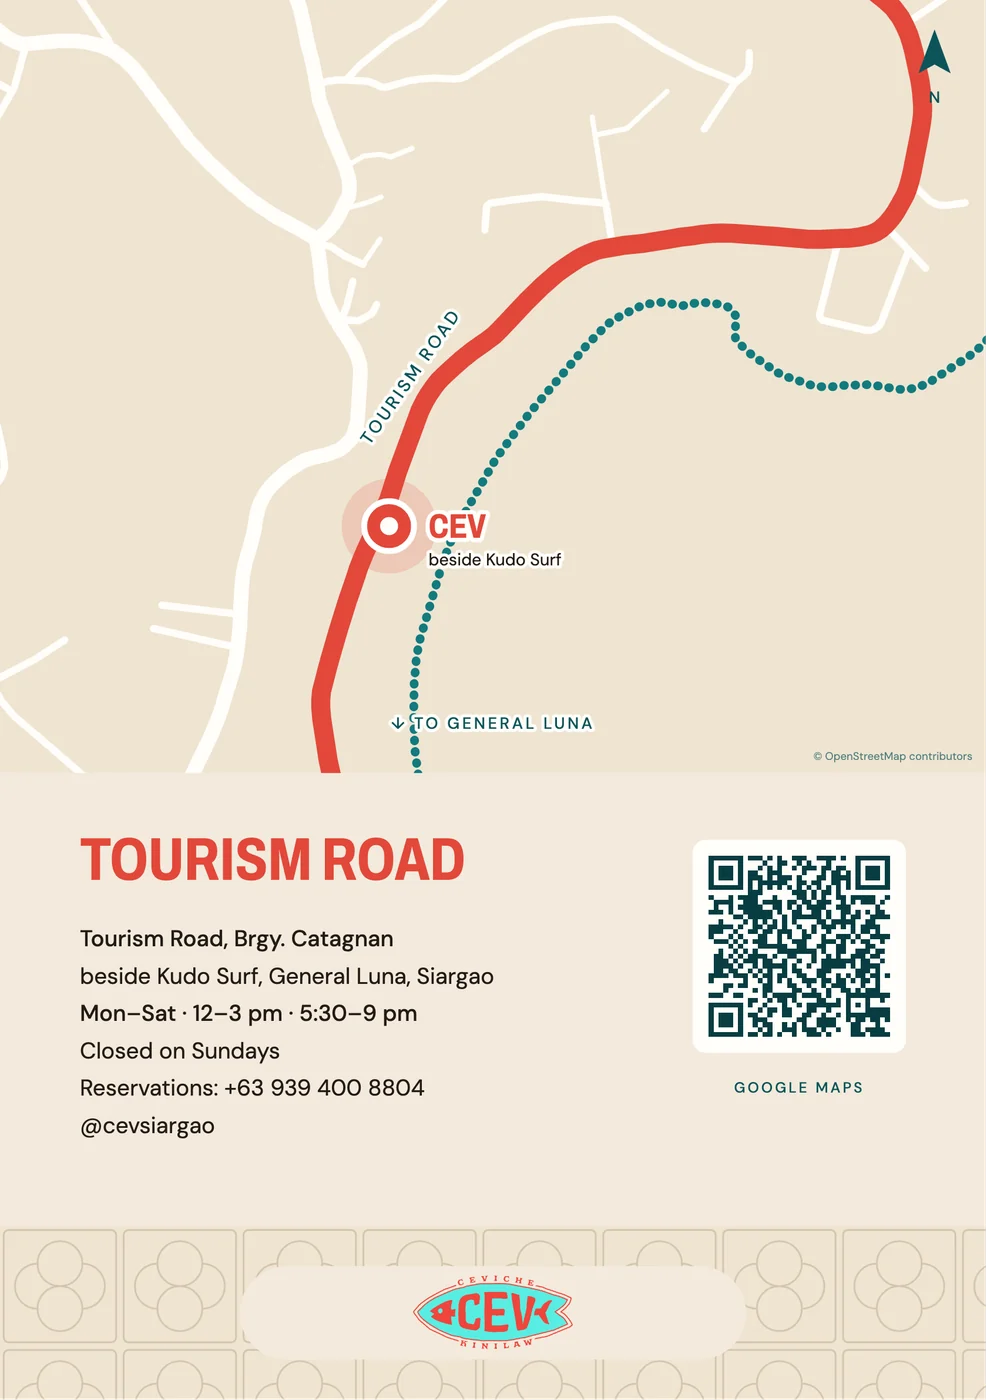 N
TOURISM ROAD
CEV
beside Kudo Surf
↓ TO GENERAL LUNA
© OpenStreetMap contributors
TOURISM ROAD
Tourism Road, Brgy. Catagnan
beside Kudo Surf, General Luna, Siargao
Mon–Sat · 12–3 pm · 5:30–9 pm
Closed on Sundays
Reservations: +63 939 400 8804
@cevsiargao
GOOGLE MAPS
CEVICHE
CEV
KINILAW